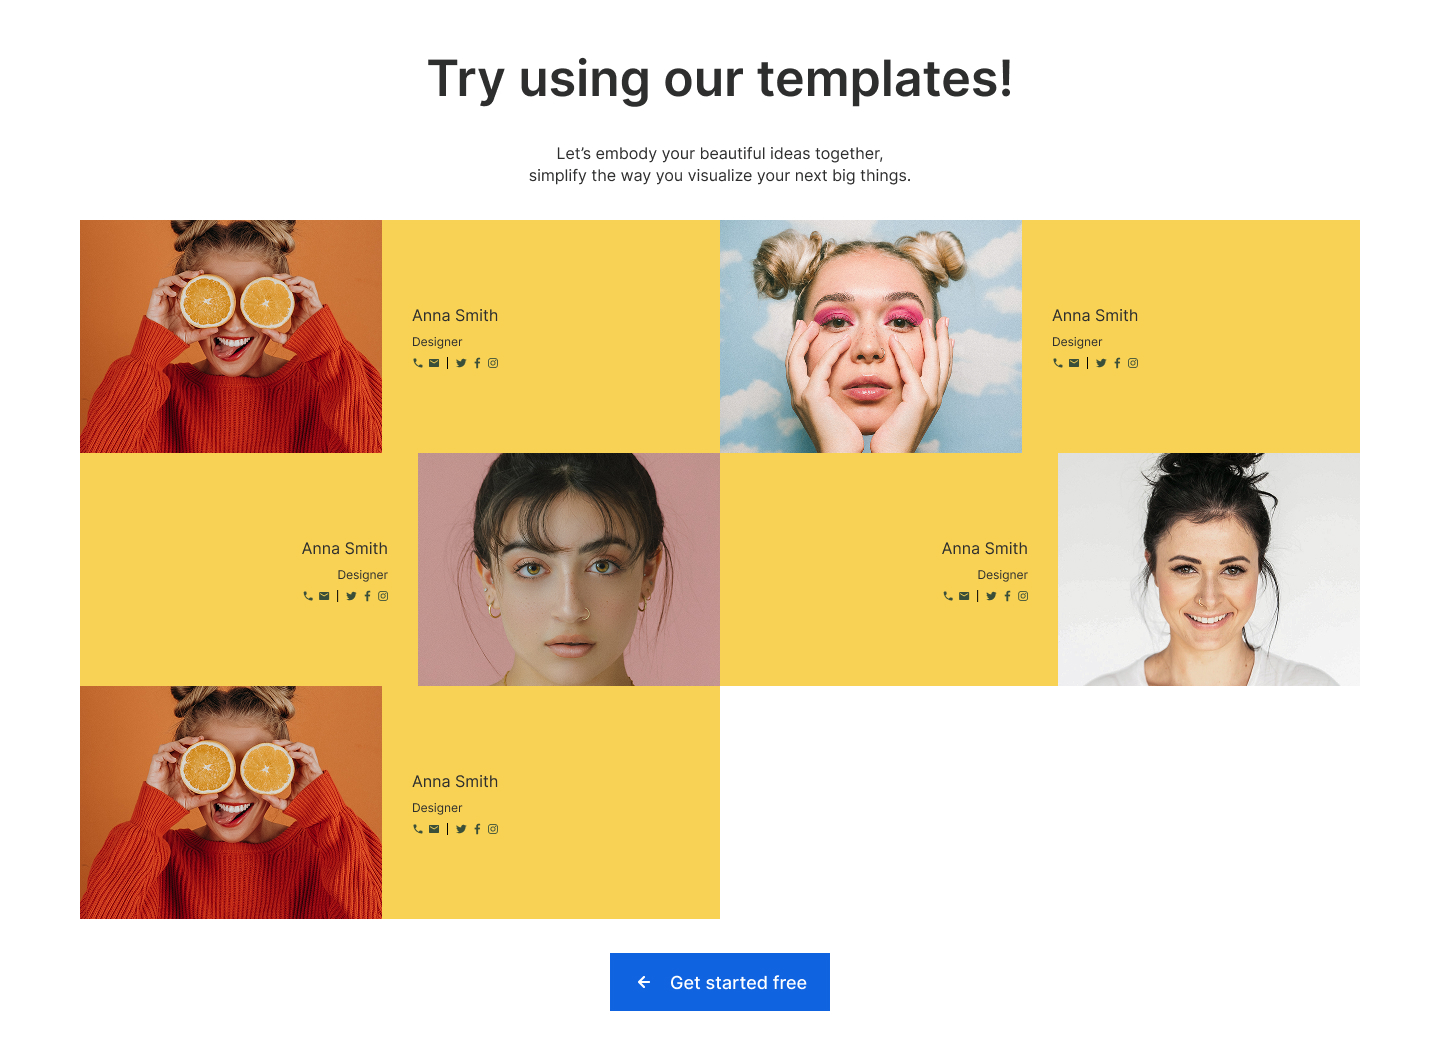 Try using our templates!
Let’s embody your beautiful ideas together,
simplify the way you visualize your next big things.
Anna Smith
Designer
Anna Smith
Designer
Anna Smith
Designer
Anna Smith
Designer
Anna Smith
Designer
Get started free